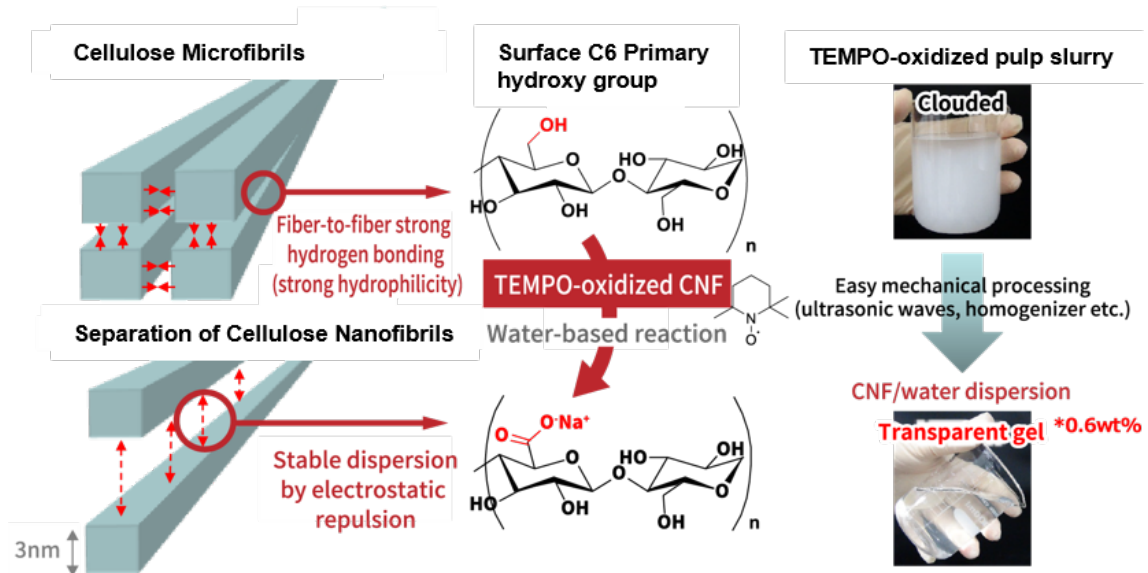 Cellulose Microfibrils
Fiber-to-fiber strong
hydrogen bonding
(strong hydrophilicity)
Separation of Cellulose Nanofibrils
Stable dispersion
by electrostatic
repulsion
3nm
Surface C6 Primary
hydroxy group
OH
O
HO
OH
O
HO
OH
O
OH
HO
OH
n
TEMPO-oxidized CNF
Water-based reaction
N
O·
O
O⁻Na⁺
O
HO
OH
O
HO
OH
O
OH
HO
OH
n
TEMPO-oxidized pulp slurry
Clouded
Easy mechanical processing
(ultrasonic waves, homogenizer etc.)
CNF/water dispersion
Transparent gel *0.6wt%